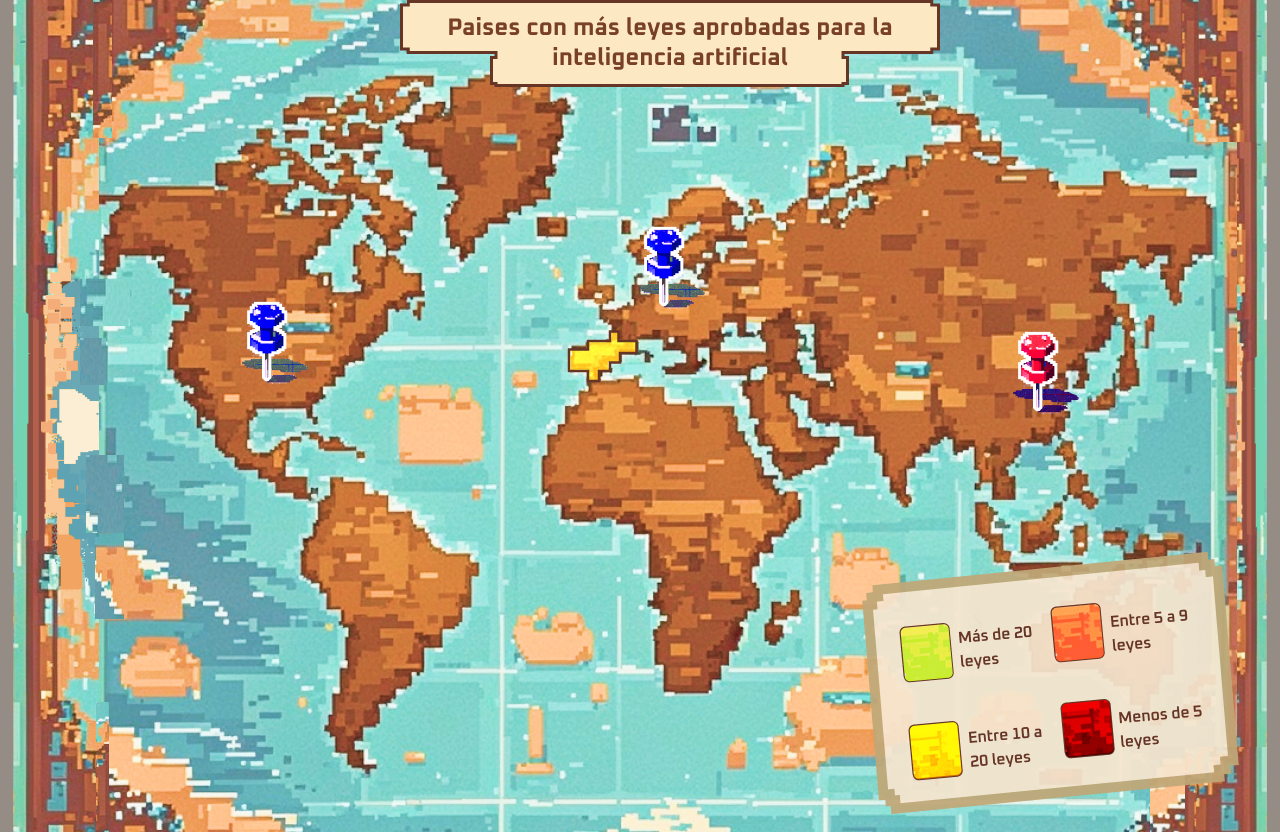 Paises con más leyes aprobadas para la
inteligencia artificial
Más de 20
leyes
Entre 5 a 9
leyes
Entre 10 a
20 leyes
Menos de 5
leyes